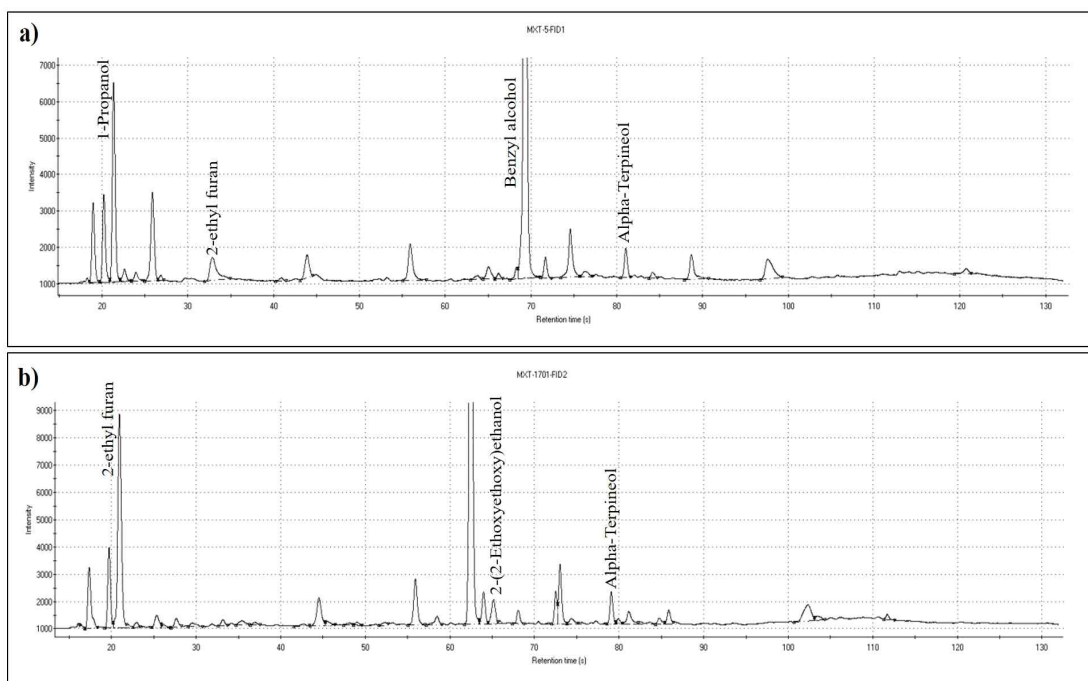 a)
MXT-5-FID1
7000
6000
5000
4000
3000
2000
1000
Intensity
1-Propanol
2-ethyl furan
Benzyl alcohol
Alpha-Terpineol
20 30 40 50 60 70 80 90 100 110 120 130
Retention time (s)
b)
MXT-1701-FID2
9000
8000
7000
6000
5000
4000
3000
2000
1000
Intensity
2-ethyl furan
2-(2-Ethoxyethoxy)ethanol
Alpha-Terpineol
20 30 40 50 60 70 80 90 100 110 120 130
Retention time (s)